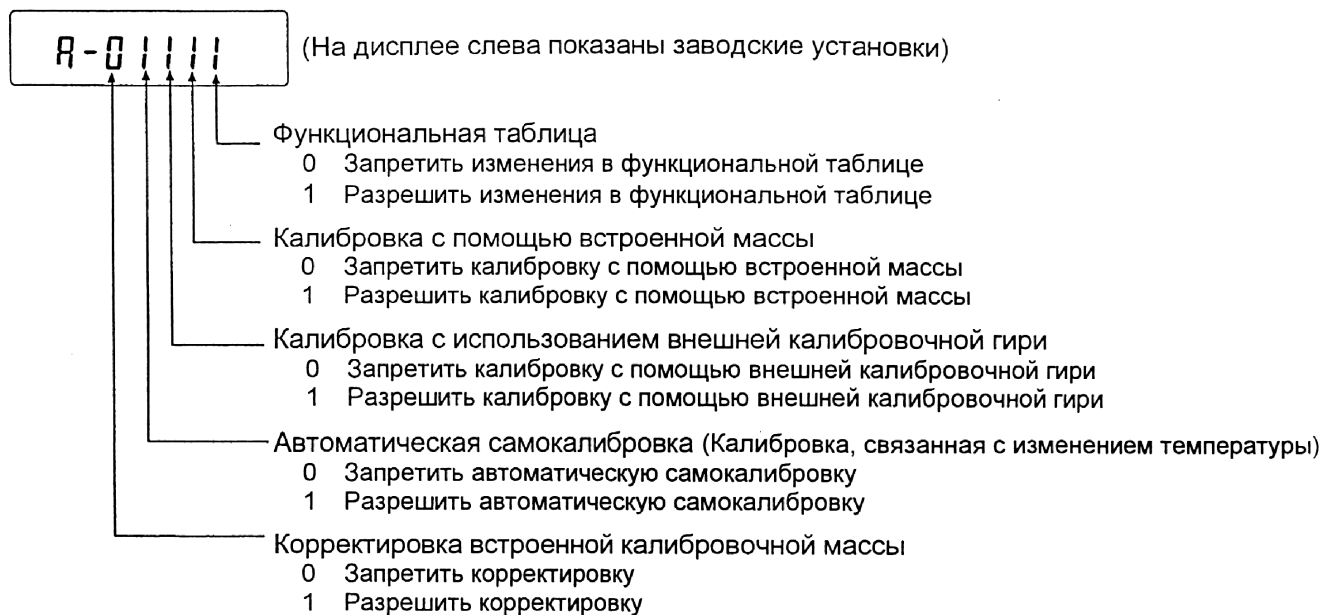 A-01111 (На дисплее слева показаны заводские установки)
Функциональная таблица
0 Запретить изменения в функциональной таблице
1 Разрешить изменения в функциональной таблице
Калибровка с помощью встроенной массы
0 Запретить калибровку с помощью встроенной массы
1 Разрешить калибровку с помощью встроенной массы
Калибровка с использованием внешней калибровочной гири
0 Запретить калибровку с помощью внешней калибровочной гири
1 Разрешить калибровку с помощью внешней калибровочной гири
Автоматическая самокалибровка (Калибровка, связанная с изменением температуры)
0 Запретить автоматическую самокалибровку
1 Разрешить автоматическую самокалибровку
Корректировка встроенной калибровочной массы
0 Запретить корректировку
1 Разрешить корректировку